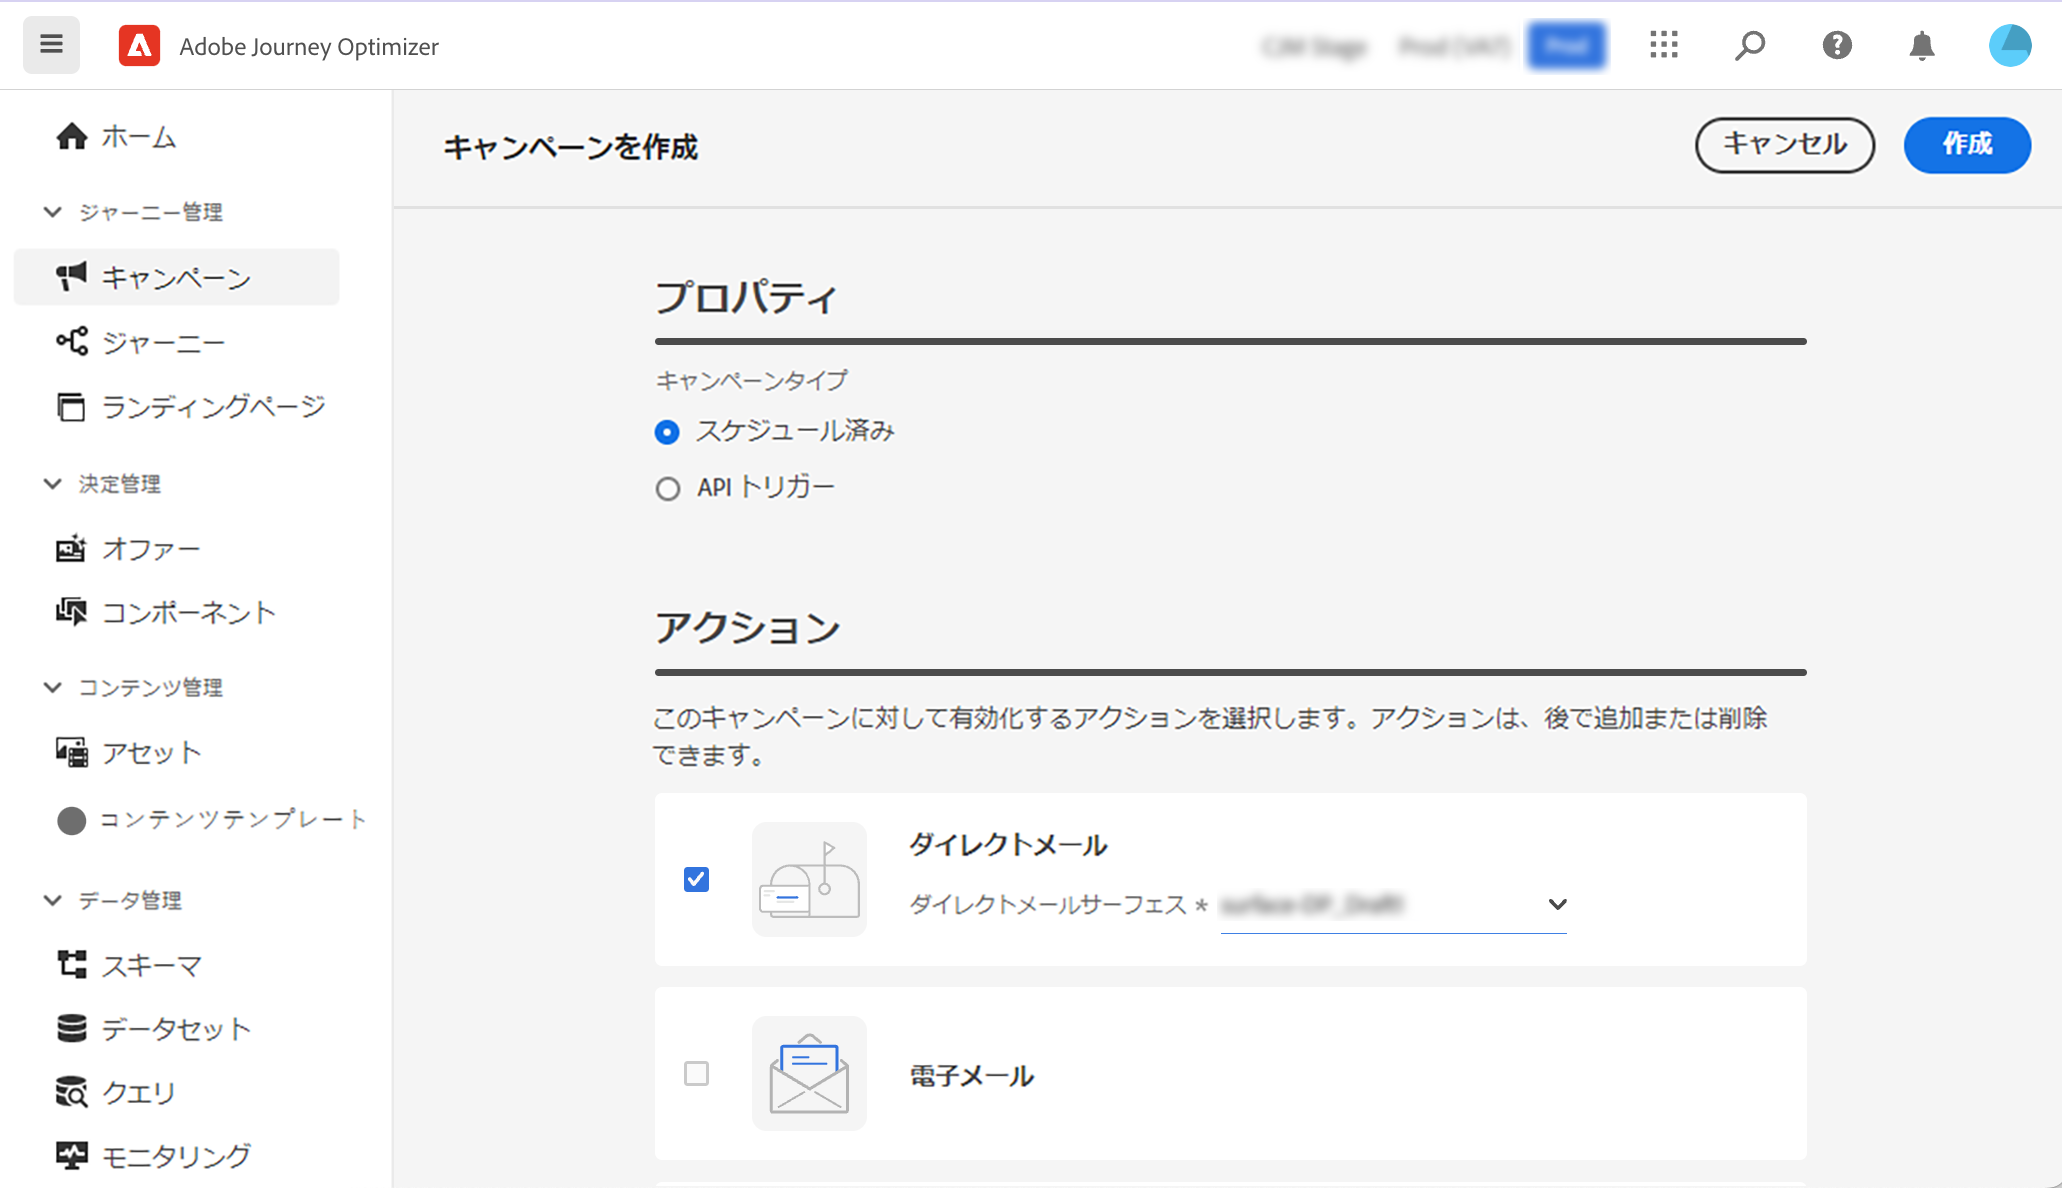 Adobe Journey Optimizer
ホーム
ジャーニー管理
キャンペーン
ジャーニー
ランディングページ
決定管理
オファー
コンポーネント
コンテンツ管理
アセット
コンテンツテンプレート
データ管理
スキーマ
データセット
クエリ
モニタリング
キャンペーンを作成
キャンセル
作成
プロパティ
キャンペーンタイプ
スケジュール済み
API トリガー
アクション
このキャンペーンに対して有効化するアクションを選択します。アクションは、後で追加または削除
できます。
ダイレクトメール
ダイレクトメールサーフェス *
電子メール